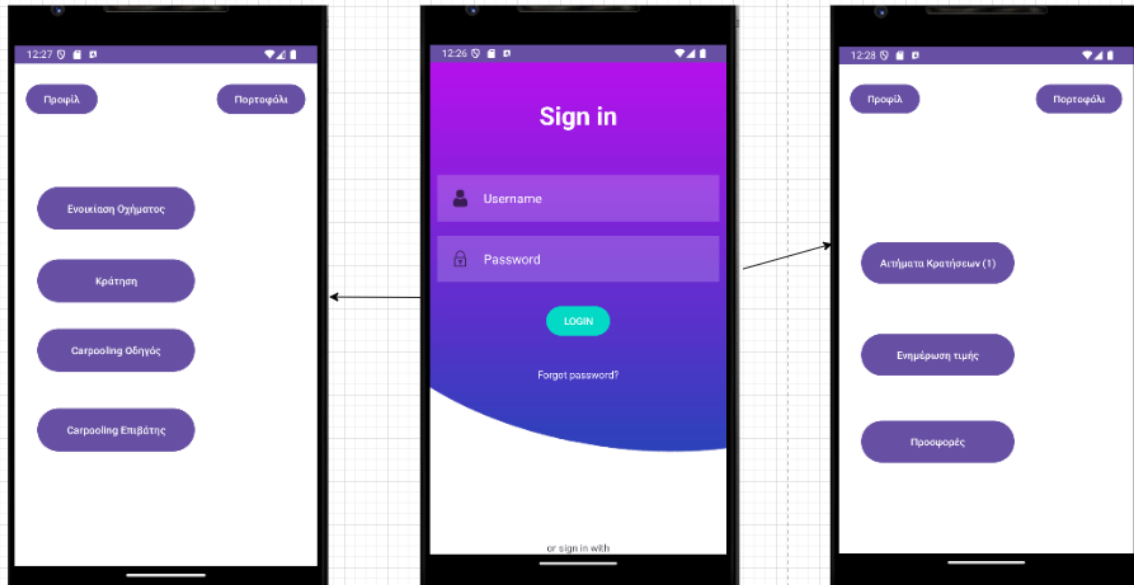 12:27
Προφίλ
Πορτοφόλι
Ενοικίαση Οχήματος
Κράτηση
Carpooling Οδηγός
Carpooling Επιβάτης
12:26
Sign in
Username
Password
LOGIN
Forgot password?
or sign in with
12:28
Προφίλ
Πορτοφόλι
Αιτήματα Κρατήσεων (1)
Ενημέρωση τιμής
Προσφορές